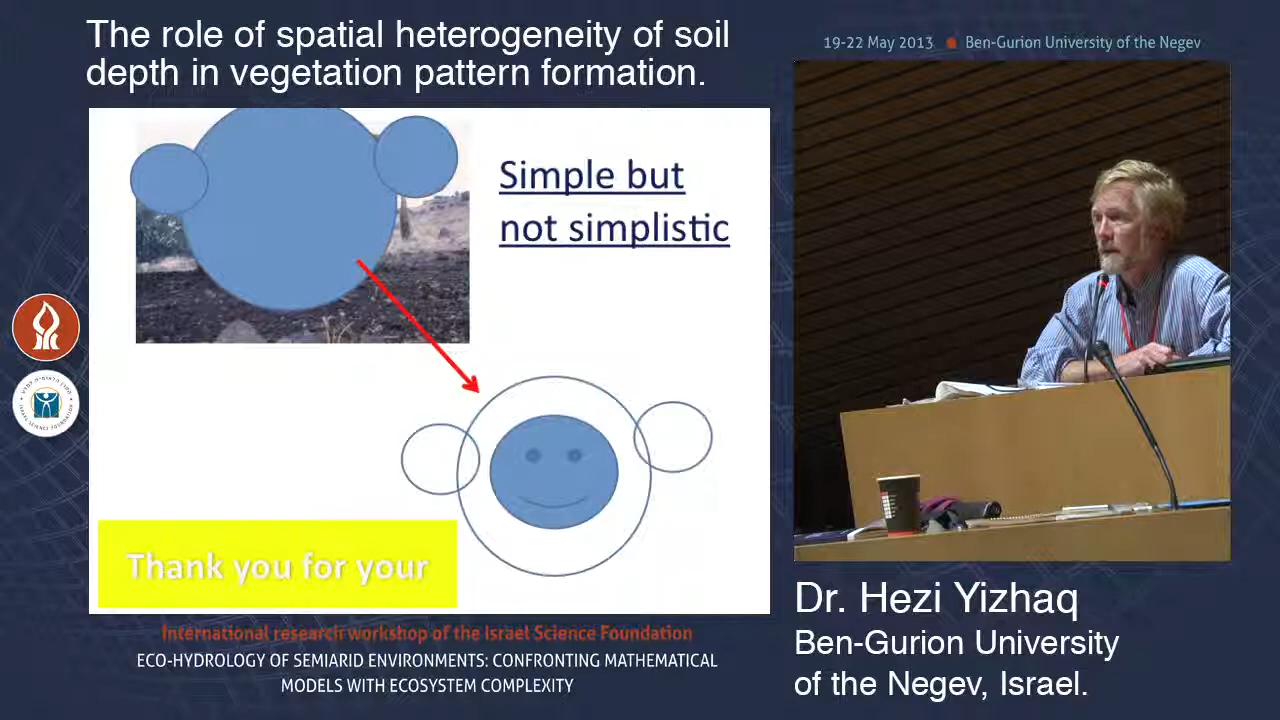 The role of spatial heterogeneity of soil
depth in vegetation pattern formation.
19-22 May 2013 ● Ben-Gurion University of the Negev
Simple but
not simplistic
Thank you for your
International research workshop of the Israel Science Foundation
ECO-HYDROLOGY OF SEMIARID ENVIRONMENTS: CONFRONTING MATHEMATICAL
MODELS WITH ECOSYSTEM COMPLEXITY
Dr. Hezi Yizhaq
Ben-Gurion University
of the Negev, Israel.